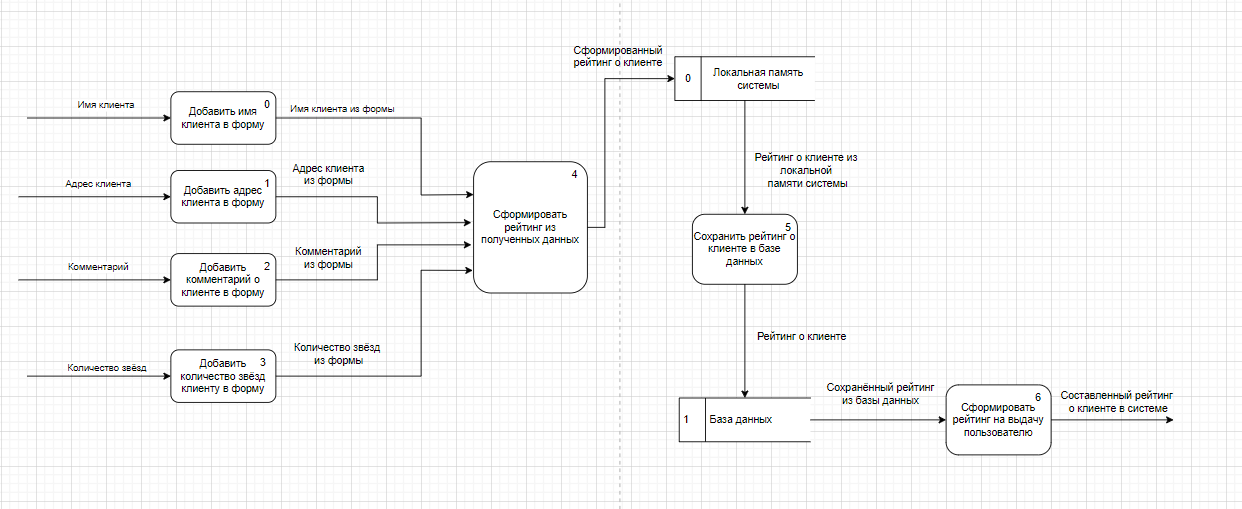 Имя клиента
0
Добавить имя
клиента в форму
Имя клиента из формы
Адрес клиента
1
Добавить адрес
клиента в форму
Адрес клиента
из формы
Комментарий
2
Добавить
комментарий о
клиенте в форму
Комментарий
из формы
Количество звёзд
3
Добавить
количество звёзд
клиенту в форму
Количество звёзд
из формы
4
Сформировать
рейтинг из
полученных данных
Сформированный
рейтинг о клиенте
0
Локальная память
системы
Рейтинг о клиенте из
локальной
памяти системы
5
Сохранить рейтинг о
клиенте в базе
данных
Рейтинг о клиенте
1
База данных
Сохранённый рейтинг
из базы данных
6
Сформировать
рейтинг на выдачу
пользователю
Составленный рейтинг
о клиенте в системе